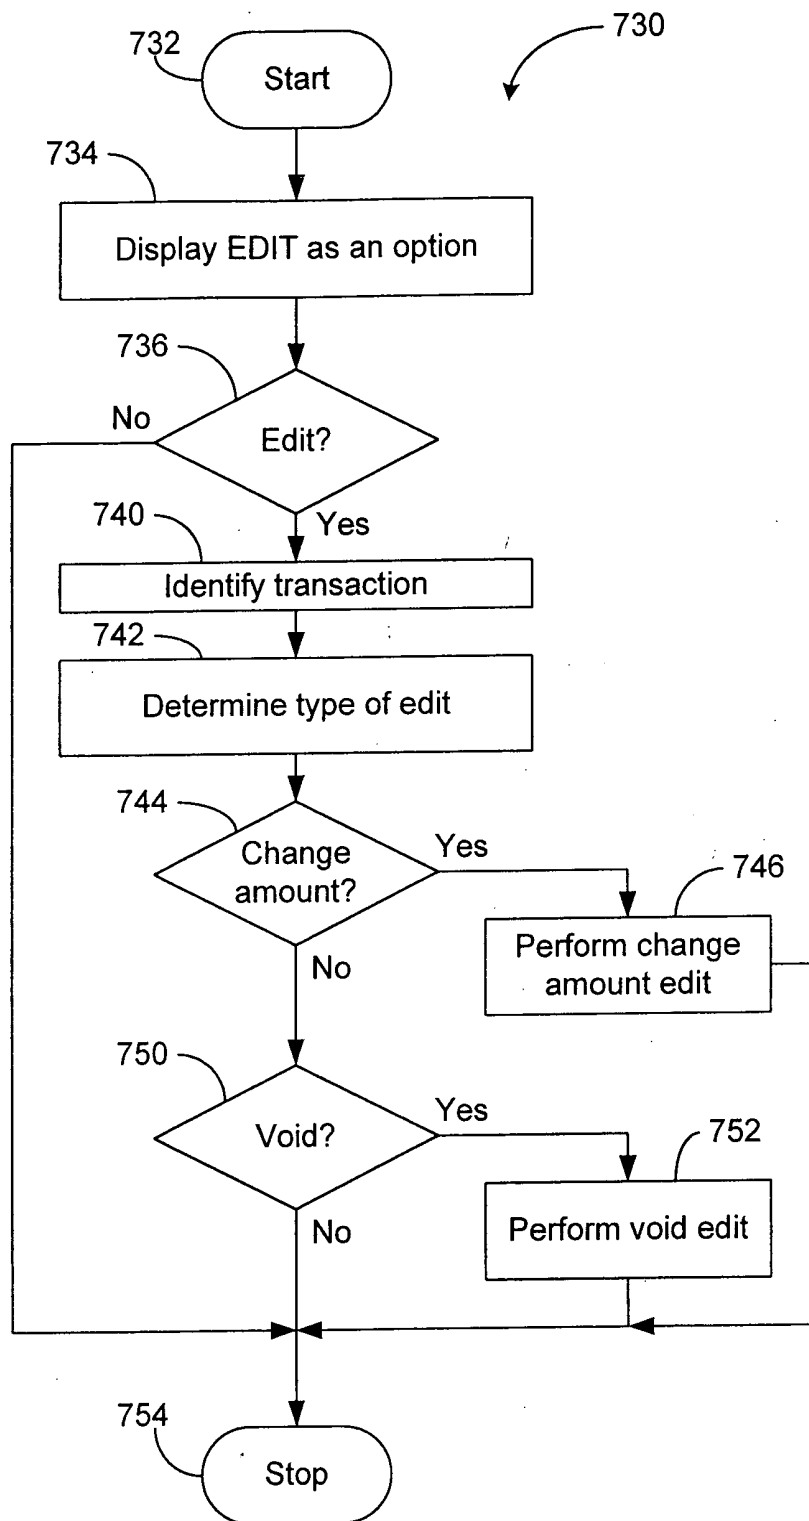 730
732
Start
734
Display EDIT as an option
736
No
Edit?
Yes
740
Identify transaction
742
Determine type of edit
744
Change
amount?
Yes
746
Perform change
amount edit
No
750
Void?
Yes
752
Perform void edit
No
754
Stop